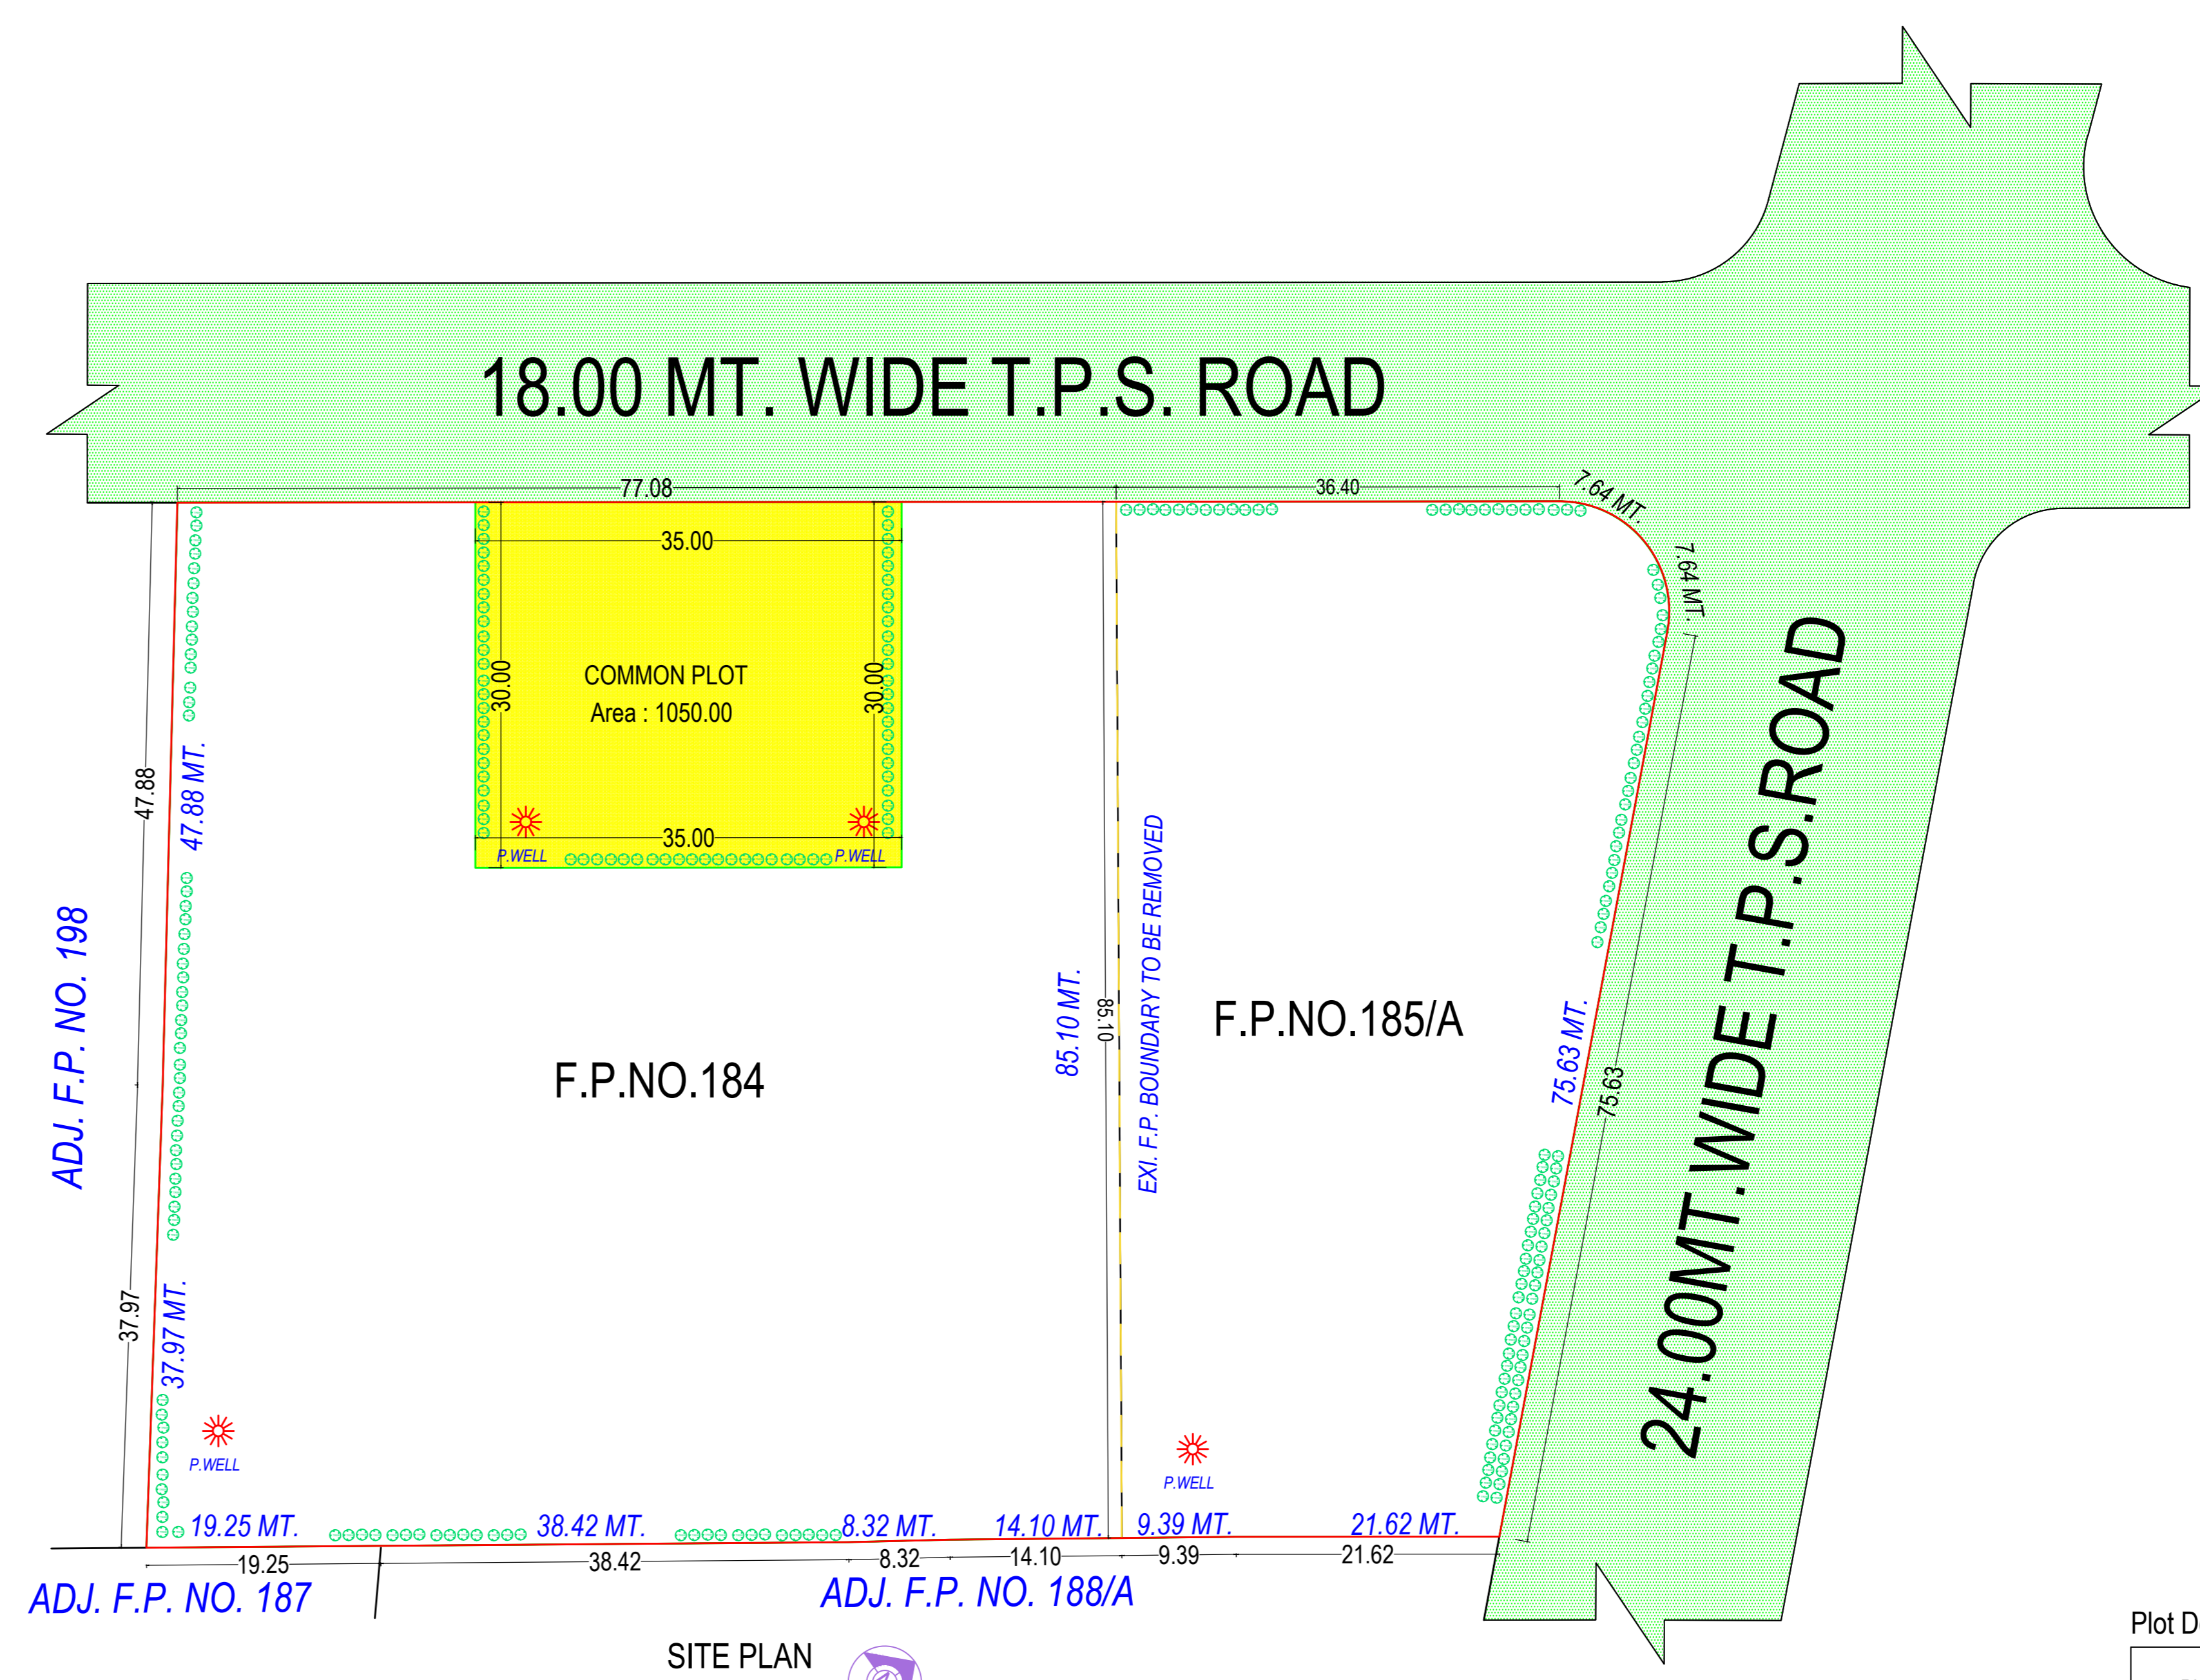 18.00 MT. WIDE T.P.S. ROAD
77.08
36.40
7.64 MT.
7.64 MT.
35.00
30.00
30.00
COMMON PLOT
Area : 1050.00
35.00
P.WELL
P.WELL
47.88
47.88 MT.
ADJ. F.P. NO. 198
37.97
37.97 MT.
85.10 MT.
85.10
EXI. F.P. BOUNDARY TO BE REMOVED
F.P.NO.184
F.P.NO.185/A
75.63 MT.
75.63
24.00MT.WIDE T.P.S.ROAD
P.WELL
P.WELL
19.25 MT.
38.42 MT.
8.32 MT.
14.10 MT.
9.39 MT.
21.62 MT.
19.25
38.42
8.32
14.10
9.39
21.62
ADJ. F.P. NO. 187
ADJ. F.P. NO. 188/A
SITE PLAN
Plot D